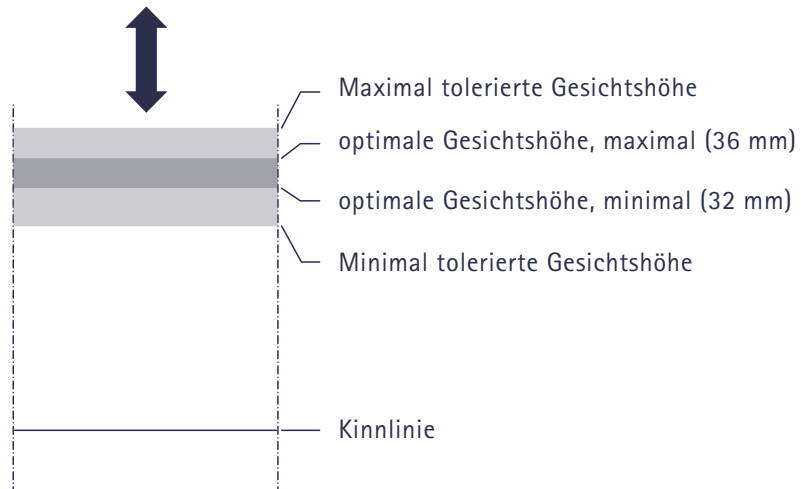 Maximal tolerierte Gesichtshöhe
optimale Gesichtshöhe, maximal (36 mm)
optimale Gesichtshöhe, minimal (32 mm)
Minimal tolerierte Gesichtshöhe
Kinnlinie